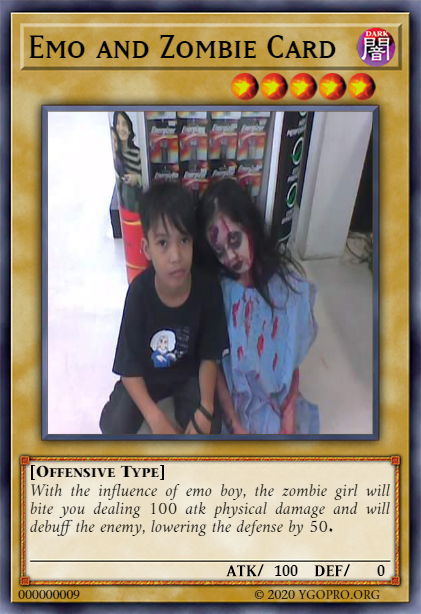 Emo and Zombie Card
DARK
闇
Energizer Energizer Energizer Energizer
[Offensive Type]
With the influence of emo boy, the zombie girl will
bite you dealing 100 atk physical damage and will
debuff the enemy, lowering the defense by 50.
ATK/ 100 DEF/ 0
000000009
© 2020 YGOPRO.ORG